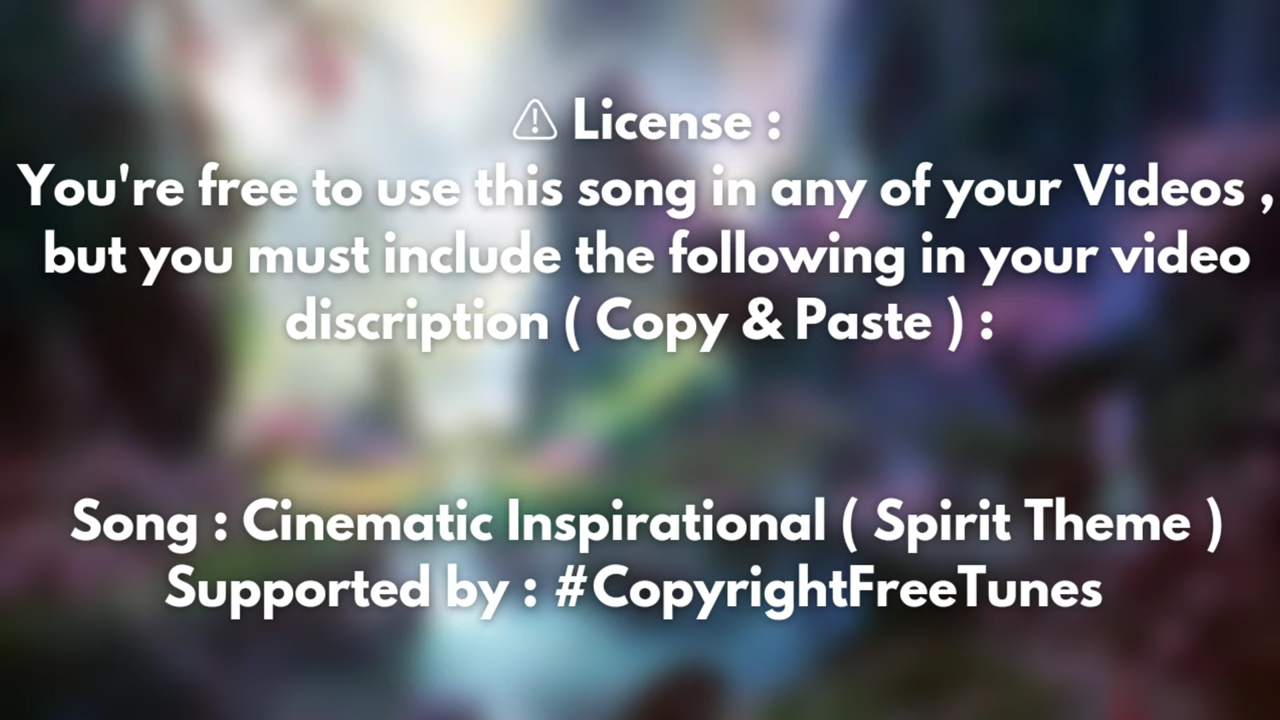 ⚠ License :
You're free to use this song in any of your Videos ,
but you must include the following in your video
discription ( Copy & Paste ) :
Song : Cinematic Inspirational ( Spirit Theme )
Supported by : #CopyrightFreeTunes